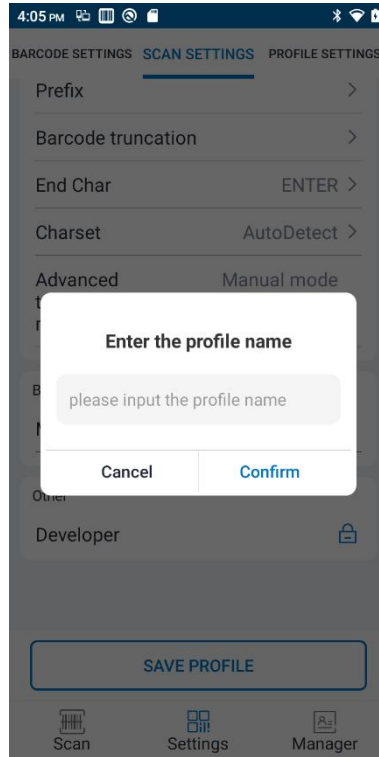 4:05 PM
BARCODE SETTINGS SCAN SETTINGS PROFILE SETTINGS
Prefix
Barcode truncation
End Char ENTER
Charset AutoDetect
Advanced Manual mode
Enter the profile name
please input the profile name
Cancel Confirm
Other
Developer
SAVE PROFILE
Scan Settings Manager